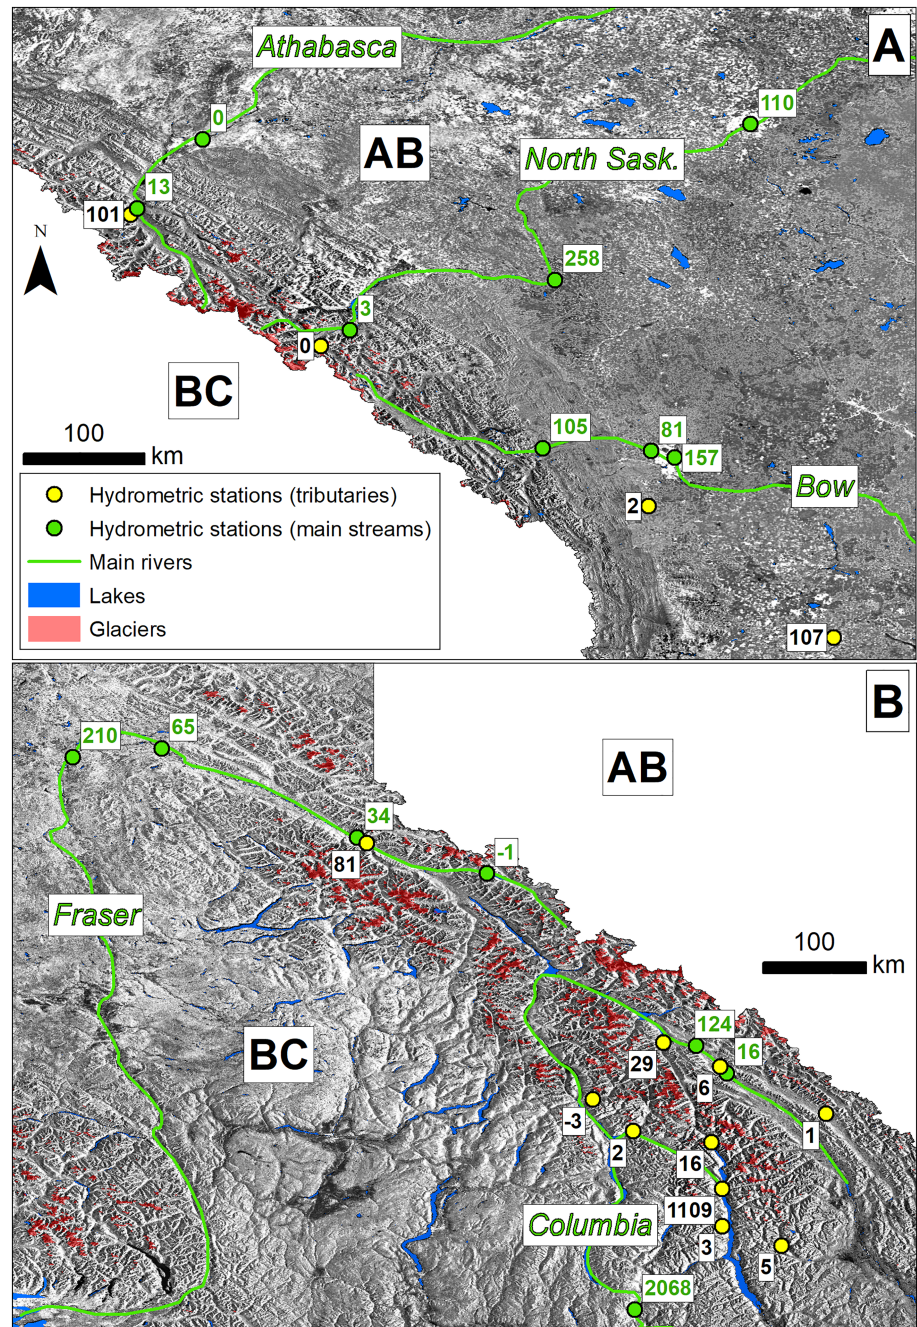 Athabasca
A
110
0
AB
North Sask.
13
101
N
258
3
0
BC
105
81
157
100
km
Bow
2
Hydrometric stations (tributaries)
Hydrometric stations (main streams)
Main rivers
Lakes
Glaciers
107
B
65
210
AB
34
81
-1
Fraser
100
km
124
16
BC
29
6
-3
1
2
16
1109
Columbia
3
5
2068